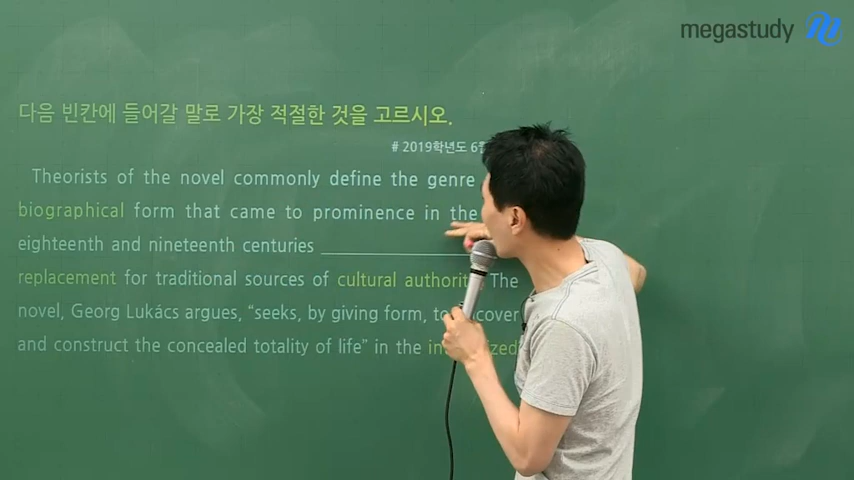 megastudy
다음 빈칸에 들어갈 말로 가장 적절한 것을 고르시오.
# 2019학년도
Theorists of the novel commonly define the genre
biographical form that came to prominence in the
eighteenth and nineteenth centuries
replacement for traditional sources of cultural The
novel, Georg Lukács argues, “seeks, by giving form,
and construct the concealed totality of life” in the